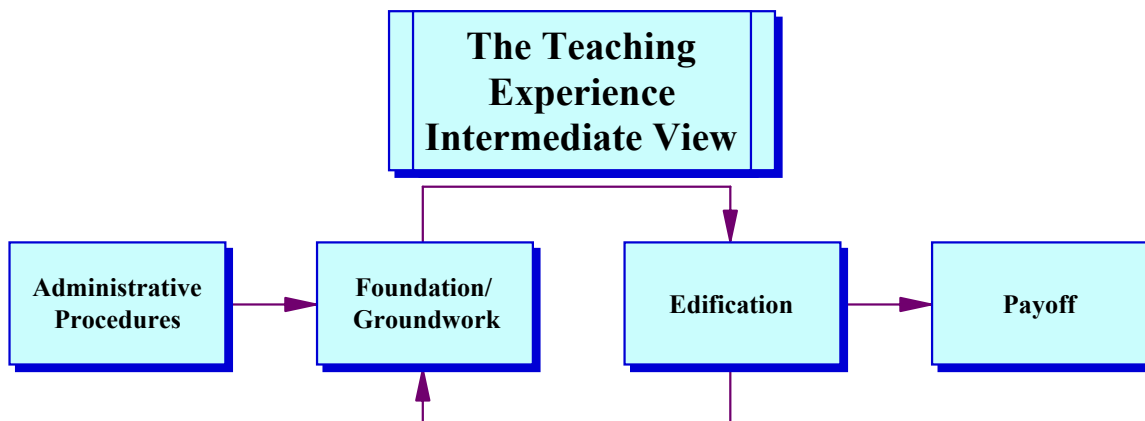 The Teaching
Experience
Intermediate View
Administrative
Procedures
Foundation/
Groundwork
Edification
Payoff